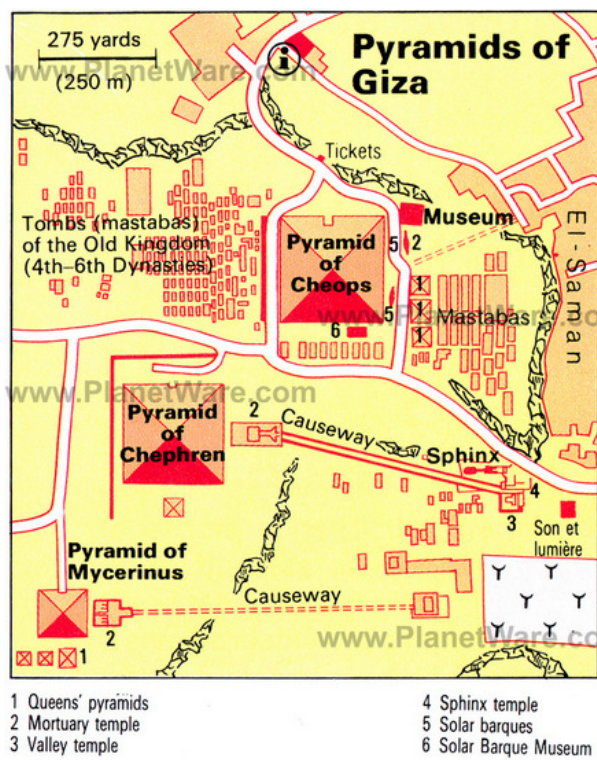 275 yards
(250 m)
www.PlanetWare.com
Pyramids of
Giza
i
Tickets
Tombs (mastabas)
of the Old Kingdom
(4th–6th Dynasties)
Pyramid
of
Cheops
5
2
Museum
El-Saman
1
1
1
Mastabas
5
6
www.PlanetWare.com
www.PlanetWare.com
Pyramid
of
Chephren
2
Causeway
Sphinx
4
3
Son et
lumière
Pyramid of
Mycerinus
Causeway
2
1
www.PlanetWare.com
1 Queens' pyramids
2 Mortuary temple
3 Valley temple
4 Sphinx temple
5 Solar barques
6 Solar Barque Museum